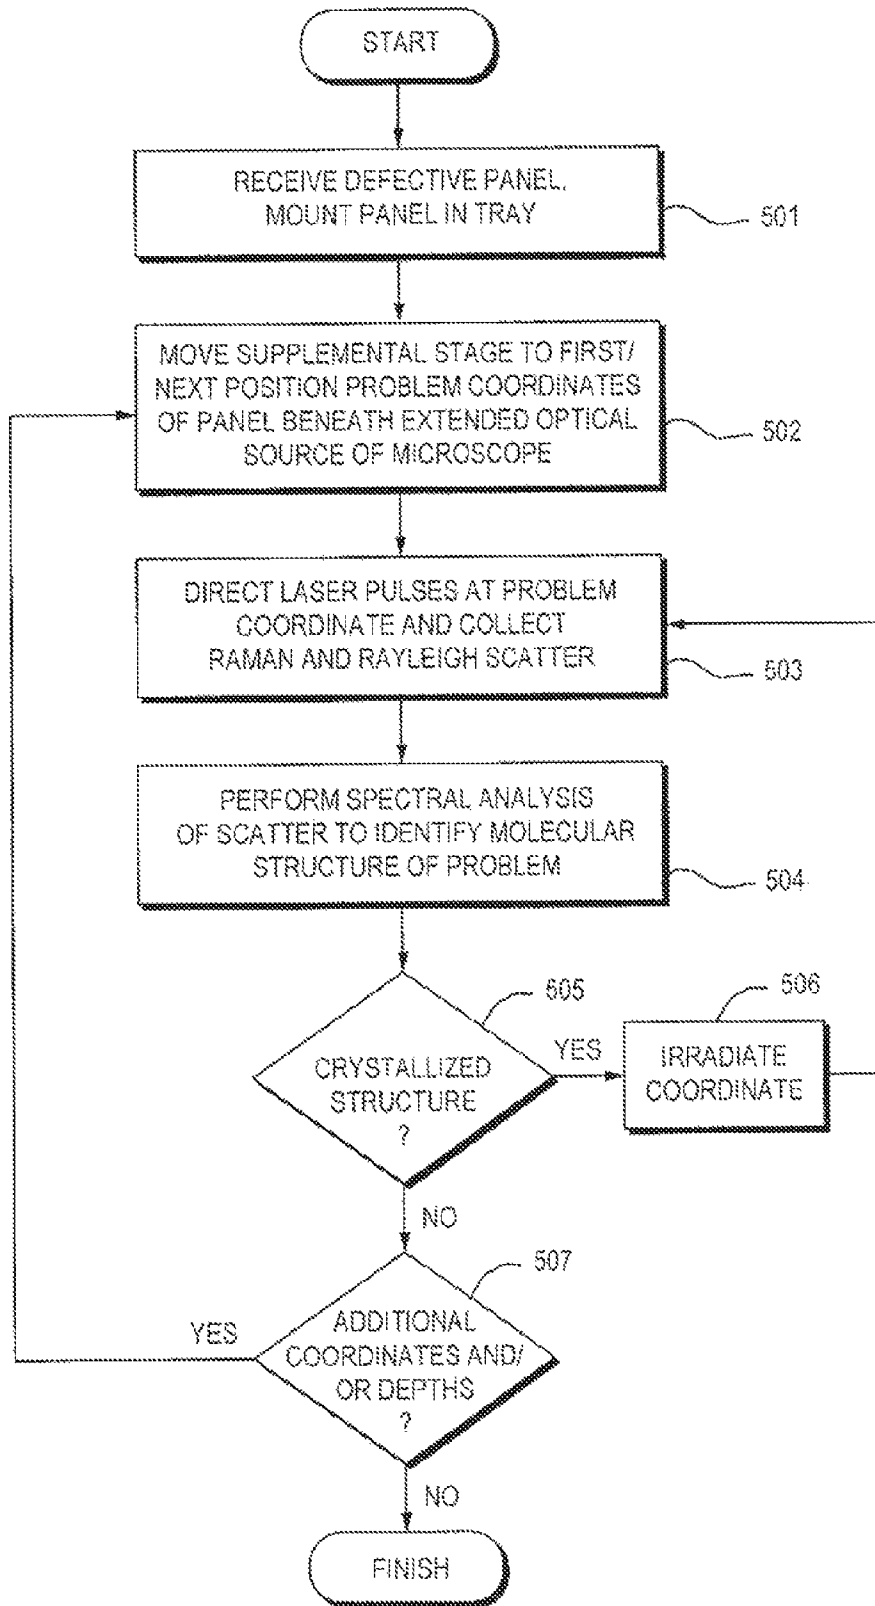 START
RECEIVE DEFECTIVE PANEL,
MOUNT PANEL IN TRAY
501
MOVE SUPPLEMENTAL STAGE TO FIRST/
NEXT POSITION PROBLEM COORDINATES
OF PANEL BENEATH EXTENDED OPTICAL
SOURCE OF MICROSCOPE
502
DIRECT LASER PULSES AT PROBLEM
COORDINATE AND COLLECT
RAMAN AND RAYLEIGH SCATTER
503
PERFORM SPECTRAL ANALYSIS
OF SCATTER TO IDENTIFY MOLECULAR
STRUCTURE OF PROBLEM
504
505
CRYSTALLIZED
STRUCTURE
?
YES
506
IRRADIATE
COORDINATE
NO
507
ADDITIONAL
COORDINATES AND/
OR DEPTHS
?
YES
NO
FINISH